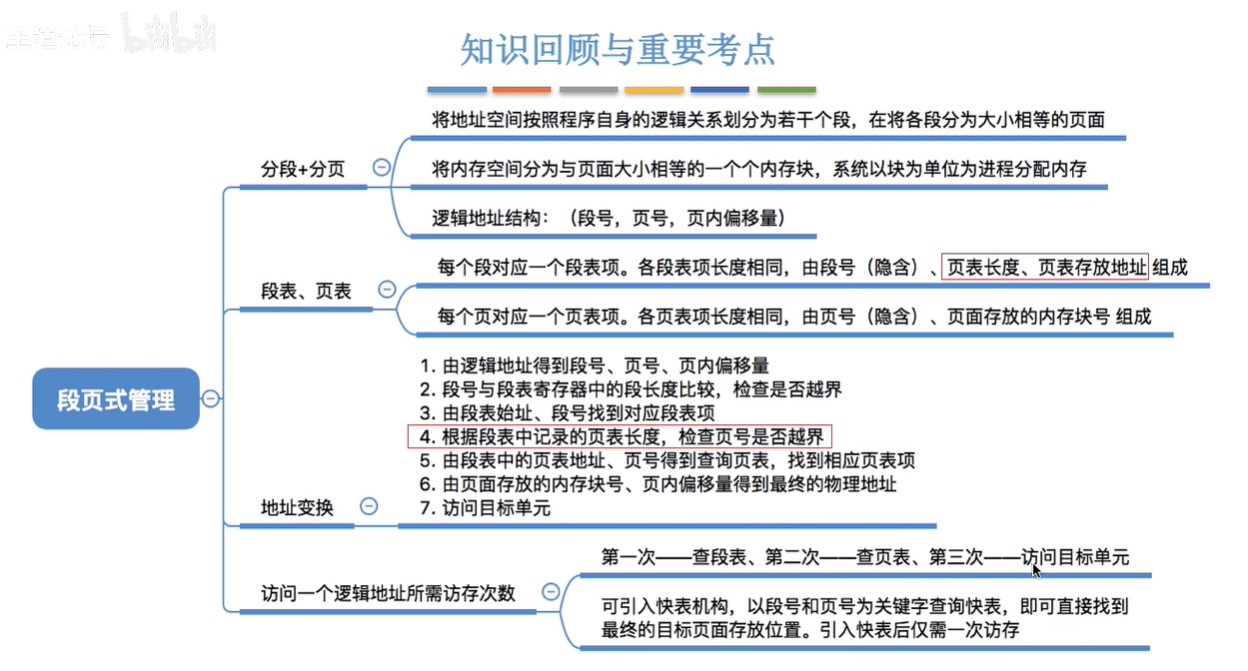 王道论坛 bilibili
知识回顾与重要考点
将地址空间按照程序自身的逻辑关系划分为若干个段，在将各段分为大小相等的页面
分段+分页
将内存空间分为与页面大小相等的一个个内存块，系统以块为单位为进程分配内存
逻辑地址结构：（段号，页号，页内偏移量）
每个段对应一个段表项。各段表项长度相同，由段号（隐含）、页表长度、页表存放地址 组成
段表、页表
每个页对应一个页表项。各页表项长度相同，由页号（隐含）、页面存放的内存块号 组成
段页式管理
1. 由逻辑地址得到段号、页号、页内偏移量
2. 段号与段表寄存器中的段长度比较，检查是否越界
3. 由段表始址、段号找到对应段表项
4. 根据段表中记录的页表长度，检查页号是否越界
5. 由段表中的页表地址、页号得到查询页表，找到相应页表项
6. 由页面存放的内存块号、页内偏移量得到最终的物理地址
7. 访问目标单元
地址变换
第一次——查段表、第二次——查页表、第三次——访问目标单元
访问一个逻辑地址所需访存次数
可引入快表机构，以段号和页号为关键字查询快表，即可直接找到
最终的目标页面存放位置。引入快表后仅需一次访存